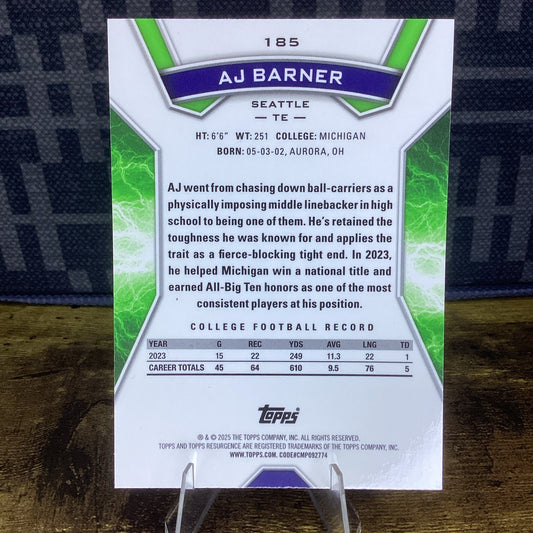 185
AJ BARNER
SEATTLE
— TE —
HT: 6'6" WT: 251 COLLEGE: MICHIGAN
BORN: 05-03-02, AURORA, OH
AJ went from chasing down ball-carriers as a
physically imposing middle linebacker in high
school to being one of them. He's retained the
toughness he was known for and applies the
trait as a fierce-blocking tight end. In 2023,
he helped Michigan win a national title and
earned All-Big Ten honors as one of the most
consistent players at his position.
COLLEGE FOOTBALL RECORD
YEAR G REC YDS AVG LNG TD
2023 15 22 249 11.3 22 1
CAREER TOTALS 45 64 610 9.5 76 5
Topps
® & © 2025 THE TOPPS COMPANY, INC. ALL RIGHTS RESERVED.
TOPPS AND TOPPS RESURGENCE ARE REGISTERED TRADEMARKS OF THE TOPPS COMPANY, INC.
WWW.TOPPS.COM, CODE#CMP092774